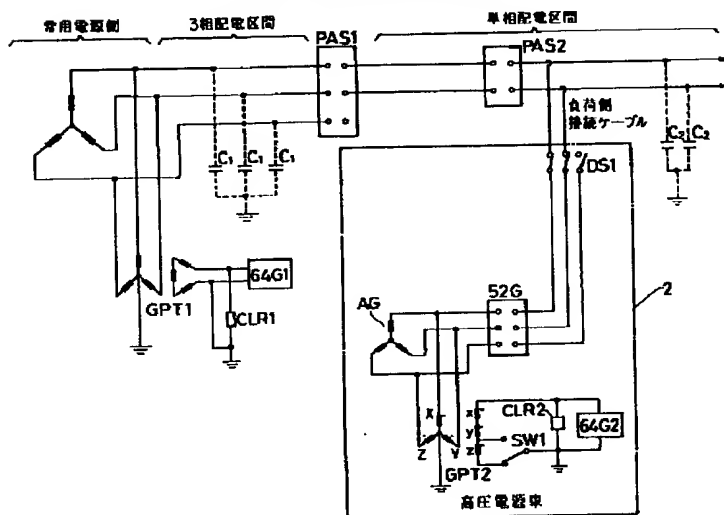 常用電源側
3相配電区間
PAS1
単相配電区間
PAS2
負荷側
接続ケーブル
C₁
C₁
C₁
C₂
C₂
DS1
2
64G1
GPT1
CLR1
AG
52G
X
Z
Y
x
y
z
CLR2
64G2
SW1
GPT2
高圧電源車